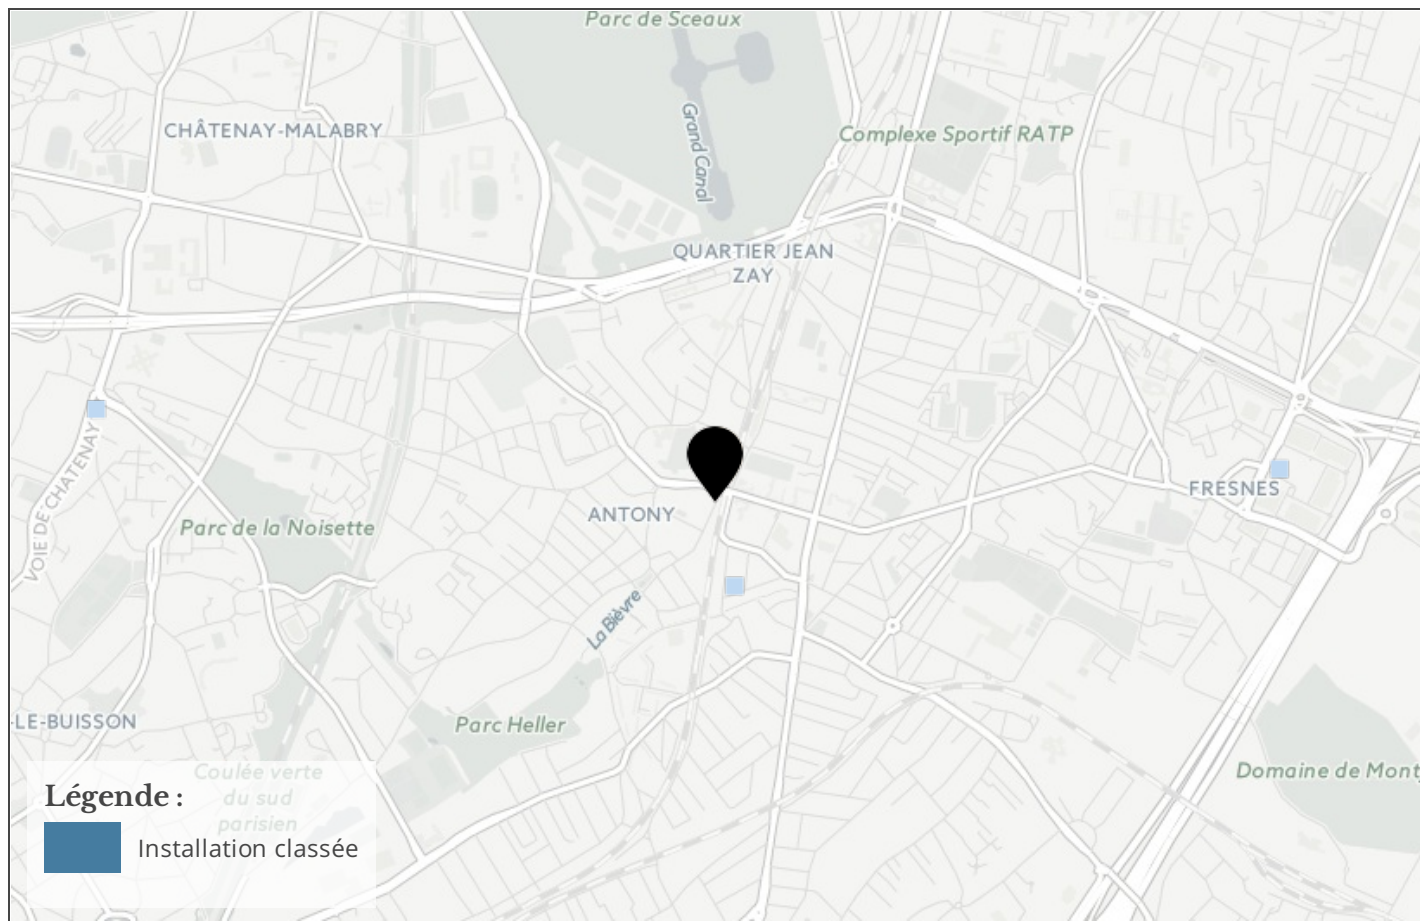 Parc de Sceaux
CHÂTENAY-MALABRY
Grand Canal
Complexe Sportif RATP
QUARTIER JEAN
ZAY
VOIE DE CHATENAY
Parc de la Noisette
ANTONY
FRESNES
La Bièvre
-LE-BUISSON
Parc Heller
Coulée verte
du sud
parisien
Domaine de Mont
Légende :
Installation classée